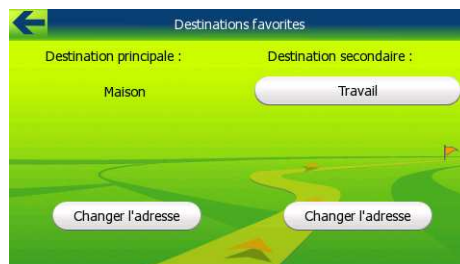 Destinations favorites
Destination principale :
Destination secondaire :
Maison
Travail
Changer l'adresse
Changer l'adresse